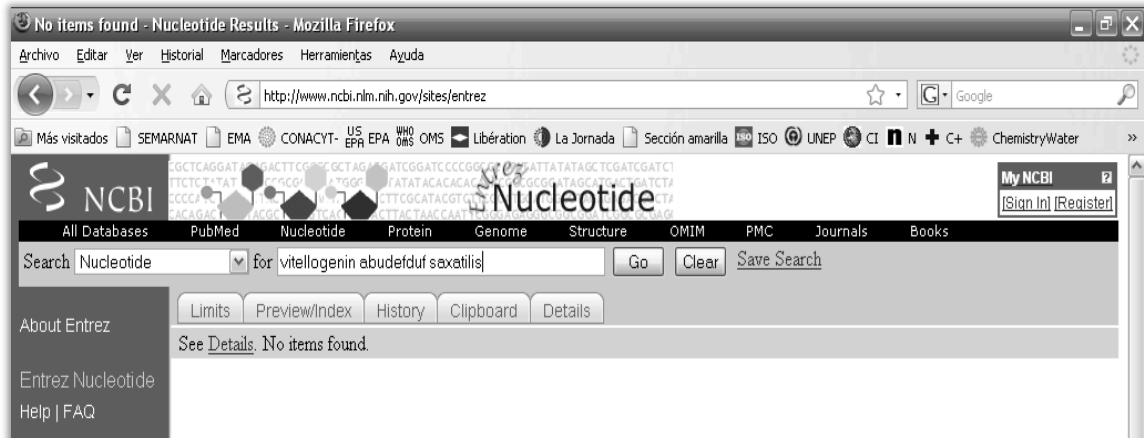 No items found - Nucleotide Results - Mozilla Firefox
Archivo Editar Ver Historial Marcadores Herramientas Ayuda
http://www.ncbi.nlm.nih.gov/sites/entrez
G Google
Más visitados SEMARNAT EMA CONACYT- US EPA EPA WHO OMS OMS Libération La Jornada Sección amarilla ISO ISO UNEP CI n N C+ ChemistryWater »
NCBI Entrez Nucleotide
My NCBI ?
[Sign In] [Register]
All Databases PubMed Nucleotide Protein Genome Structure OMIM PMC Journals Books
Search Nucleotide for vitellogenin abudefduf saxatilis Go Clear Save Search
Limits Preview/Index History Clipboard Details
About Entrez
See Details. No items found.
Entrez Nucleotide
Help | FAQ